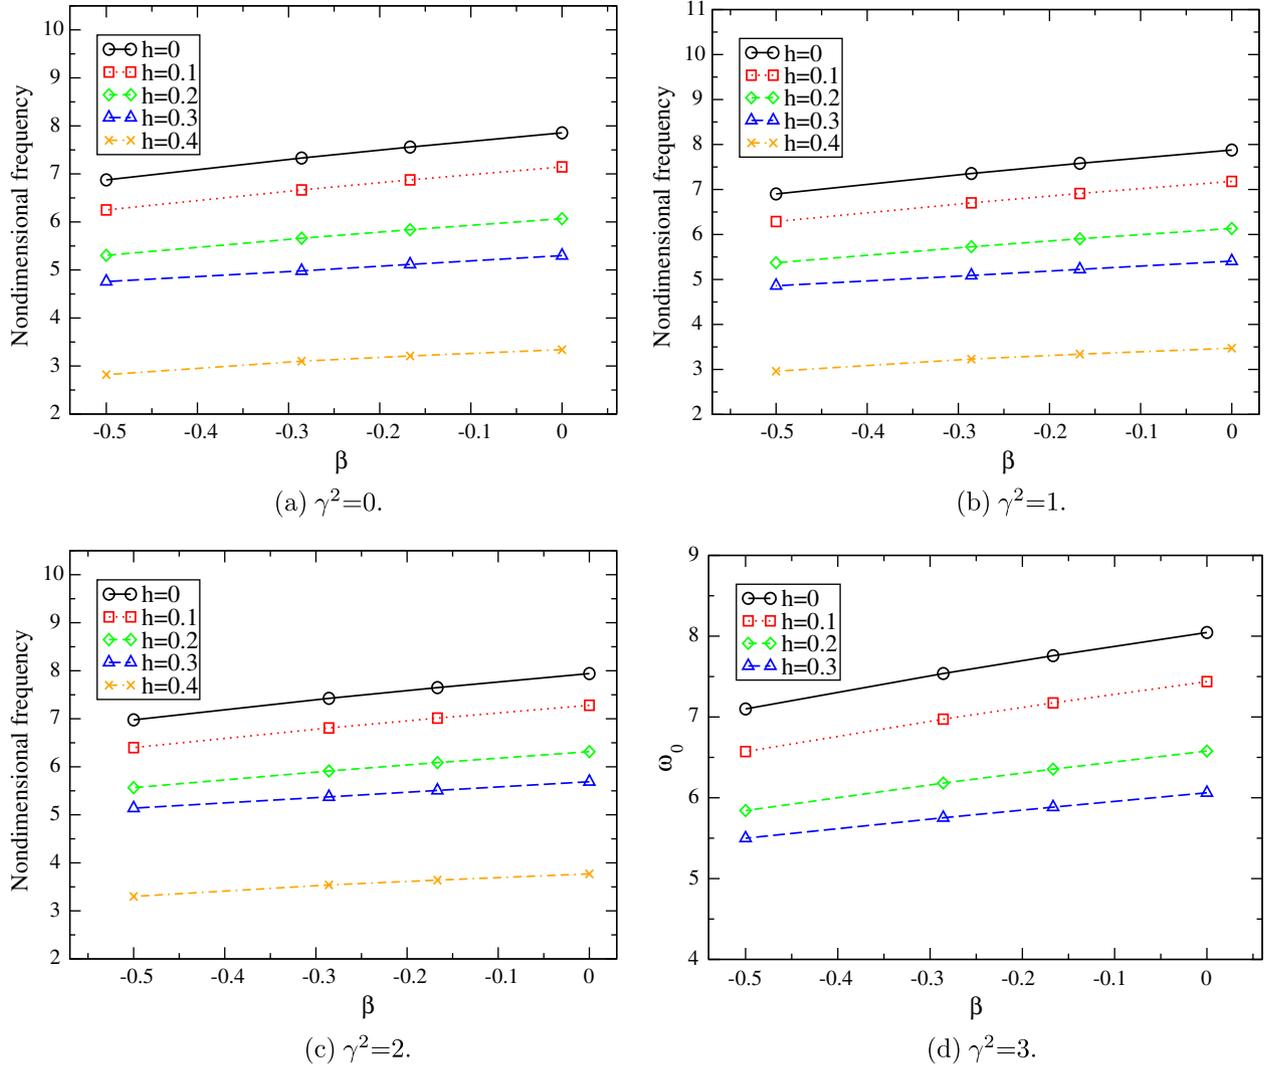 Nondimensional frequency
10
9
8
7
6
5
4
3
2
h=0
h=0.1
h=0.2
h=0.3
h=0.4
-0.5 -0.4 -0.3 -0.2 -0.1 0
β
(a) γ²=0.
Nondimensional frequency
11
10
9
8
7
6
5
4
3
2
h=0
h=0.1
h=0.2
h=0.3
h=0.4
-0.5 -0.4 -0.3 -0.2 -0.1 0
β
(b) γ²=1.
Nondimensional frequency
10
9
8
7
6
5
4
3
2
h=0
h=0.1
h=0.2
h=0.3
h=0.4
-0.5 -0.4 -0.3 -0.2 -0.1 0
β
(c) γ²=2.
ω₀
9
8
7
6
5
4
h=0
h=0.1
h=0.2
h=0.3
-0.5 -0.4 -0.3 -0.2 -0.1 0
β
(d) γ²=3.